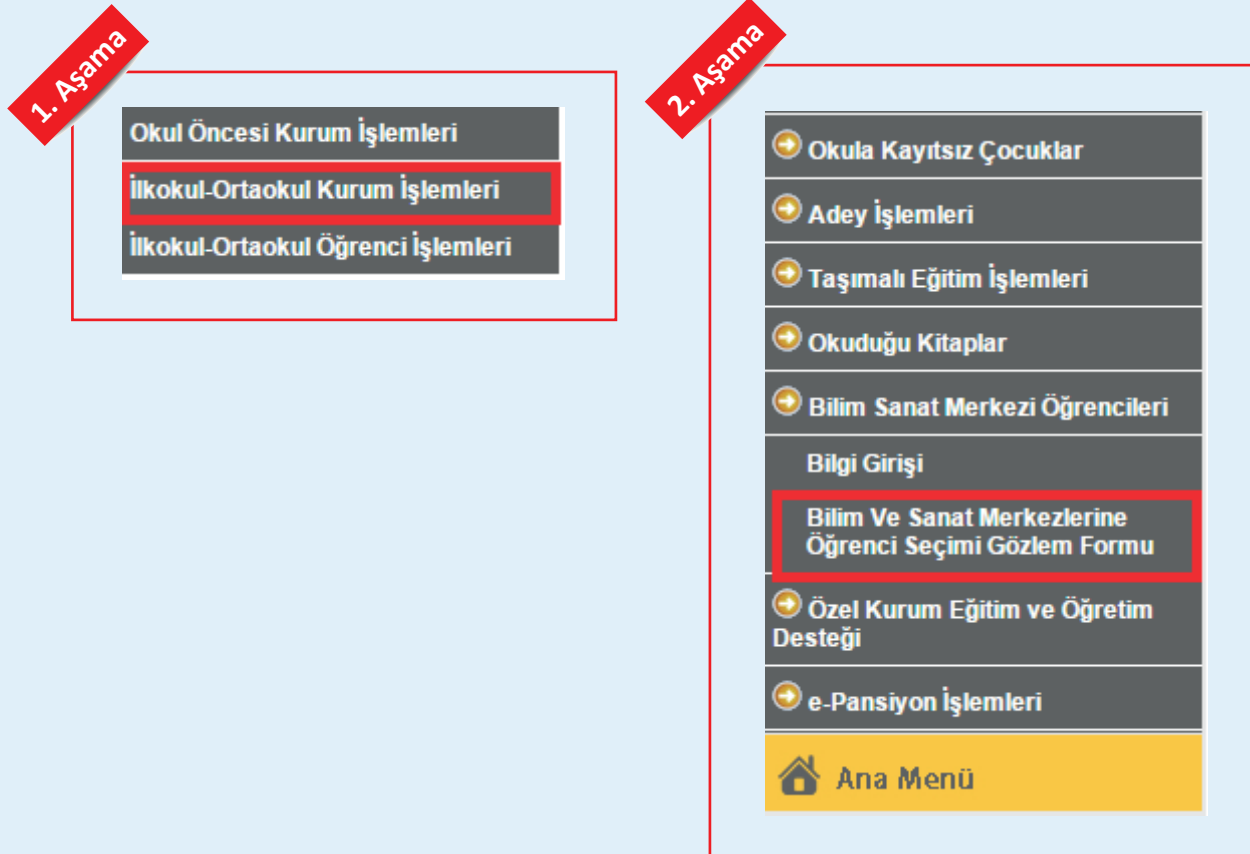 1. Aşama
Okul Öncesi Kurum İşlemleri
İlkokul-Ortaokul Kurum İşlemleri
İlkokul-Ortaokul Öğrenci İşlemleri
2. Aşama
Okula Kayıtsız Çocuklar
Adey İşlemleri
Taşımalı Eğitim İşlemleri
Okuduğu Kitaplar
Bilim Sanat Merkezi Öğrencileri
Bilgi Girişi
Bilim Ve Sanat Merkezlerine
Öğrenci Seçimi Gözlem Formu
Özel Kurum Eğitim ve Öğretim
Desteği
e-Pansiyon İşlemleri
Ana Menü